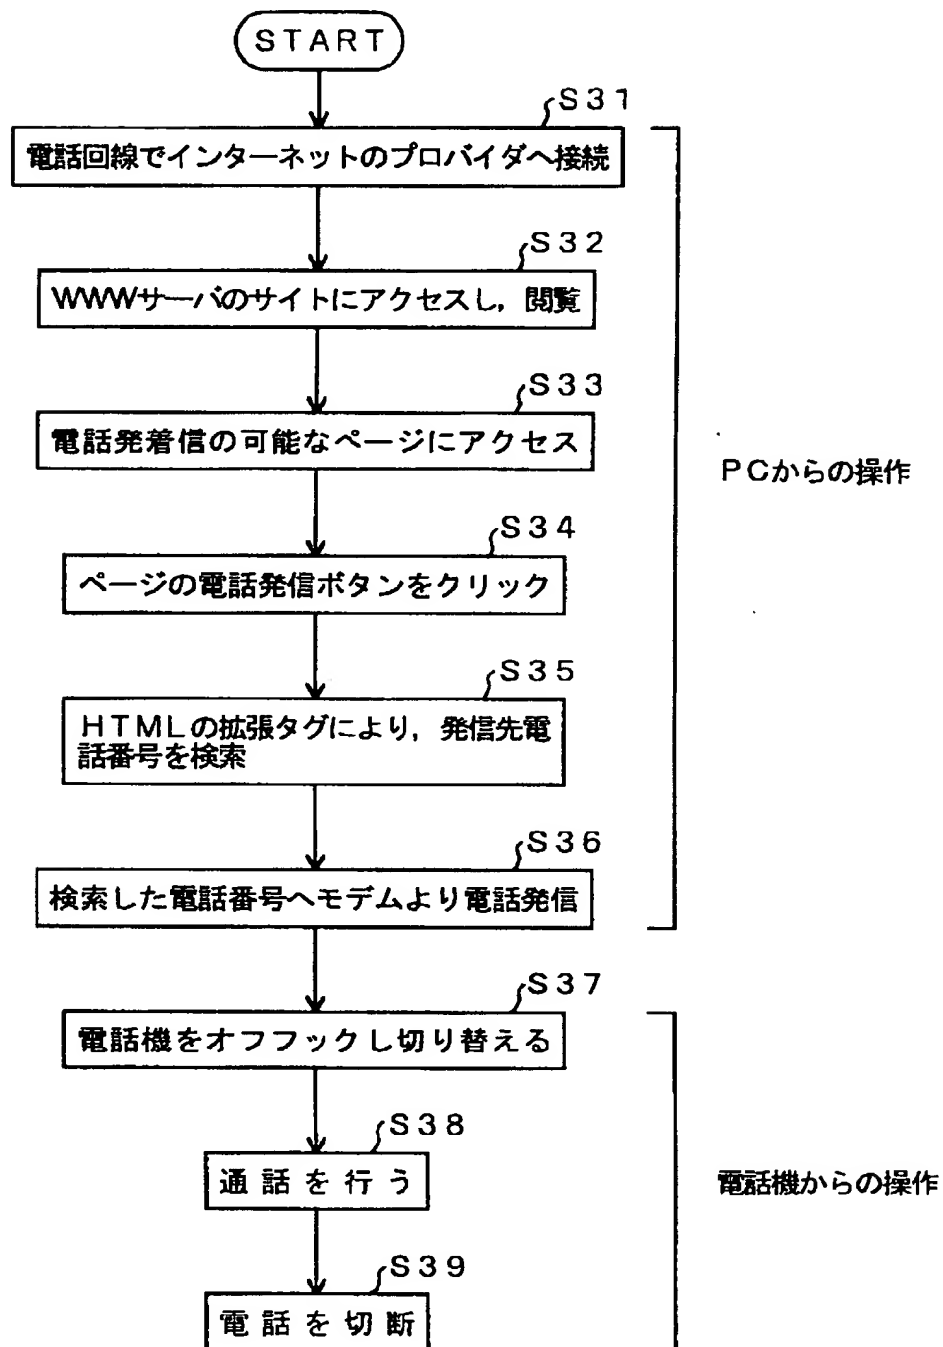 START
S31
電話回線でインターネットのプロバイダへ接続
S32
WWWサーバのサイトにアクセスし，閲覧
S33
電話発着信の可能なページにアクセス
PCからの操作
S34
ページの電話発信ボタンをクリック
S35
HTMLの拡張タグにより，発信先電
話番号を検索
S36
検索した電話番号へモデムより電話発信
S37
電話機をオフフックし切り替える
S38
通話を行う
電話機からの操作
S39
電話を切断